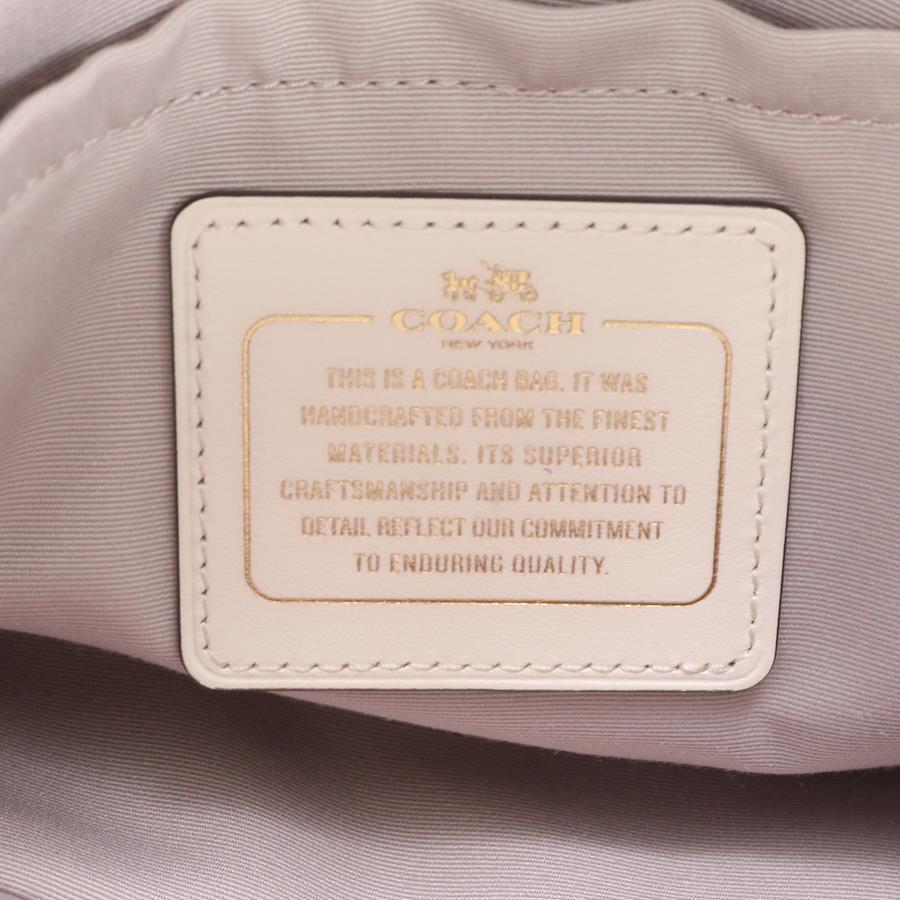 COACH
NEW YORK
THIS IS A COACH BAG. IT WAS
HANDCRAFTED FROM THE FINEST
MATERIALS. ITS SUPERIOR
CRAFTSMANSHIP AND ATTENTION TO
DETAIL REFLECT OUR COMMITMENT
TO ENDURING QUALITY.